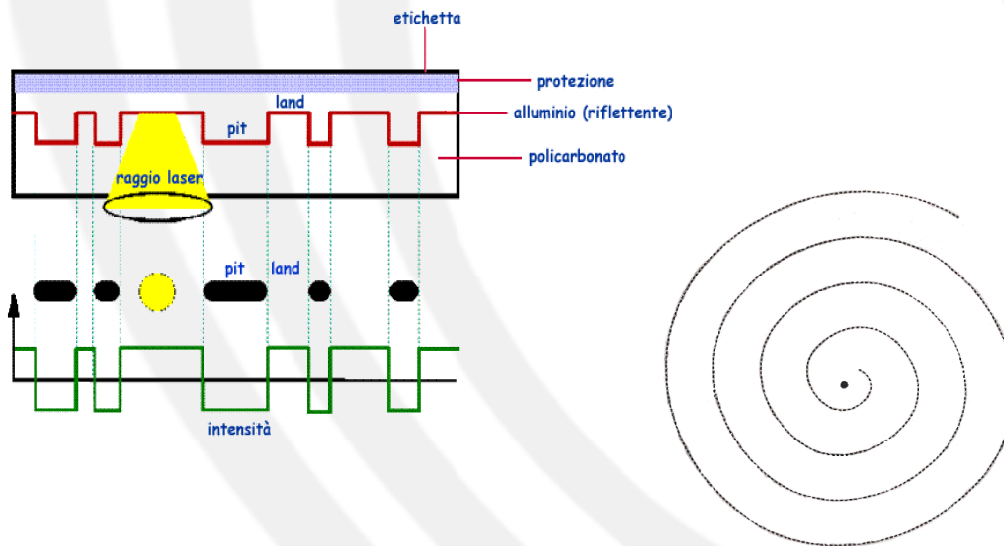 etichetta
protezione
land
alluminio (riflettente)
pit
policarbonato
raggio laser
pit land
intensità